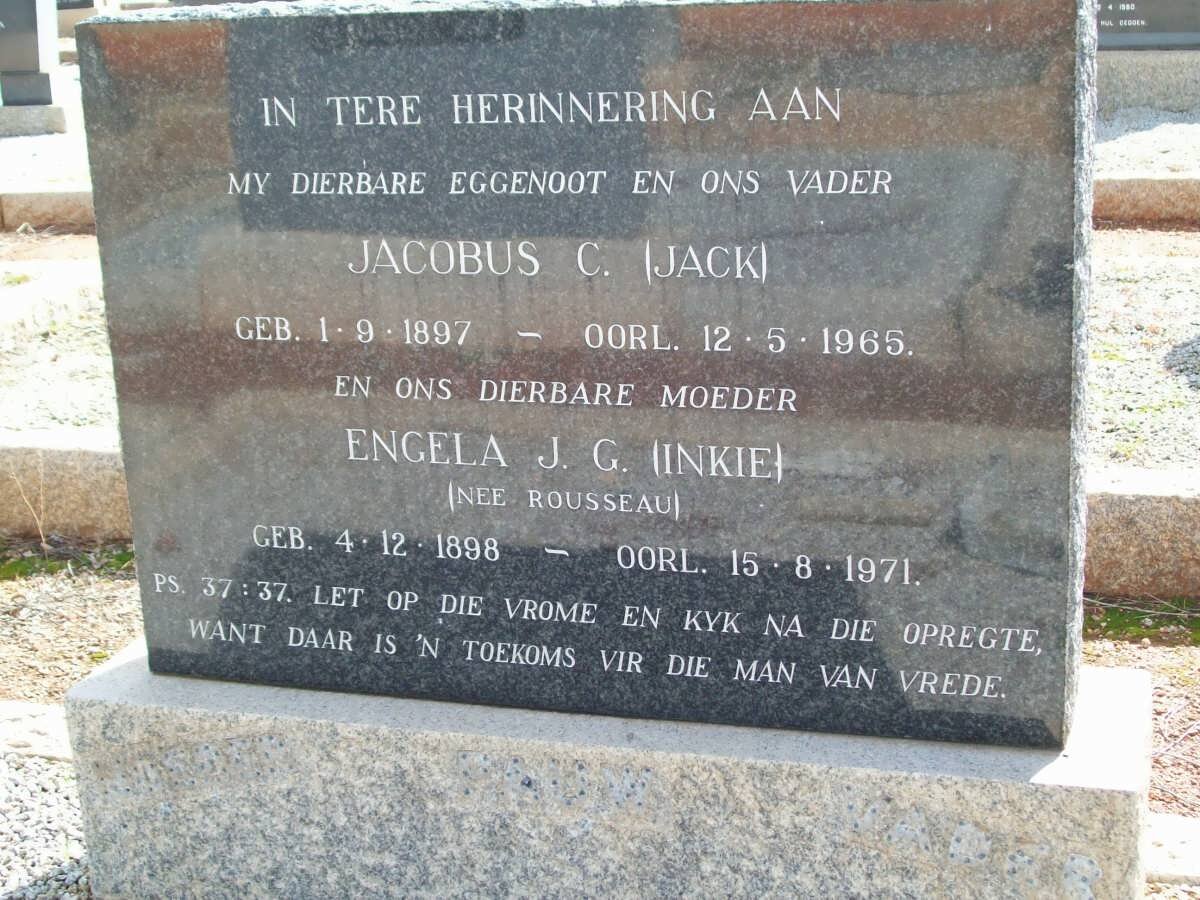 IN TERE HERINNERING AAN
MY DIERBARE EGGENOOT EN ONS VADER
JACOBUS C. (JACK)
GEB. 1·9·1897 – OORL. 12·5·1965.
EN ONS DIERBARE MOEDER
ENGELA J. G. (INKIE)
(NEE ROUSSEAU)
GEB. 4·12·1898 – OORL. 15·8·1971.
PS. 37:37. LET OP DIE VROME EN KYK NA DIE OPREGTE,
WANT DAAR IS 'N TOEKOMS VIR DIE MAN VAN VREDE.